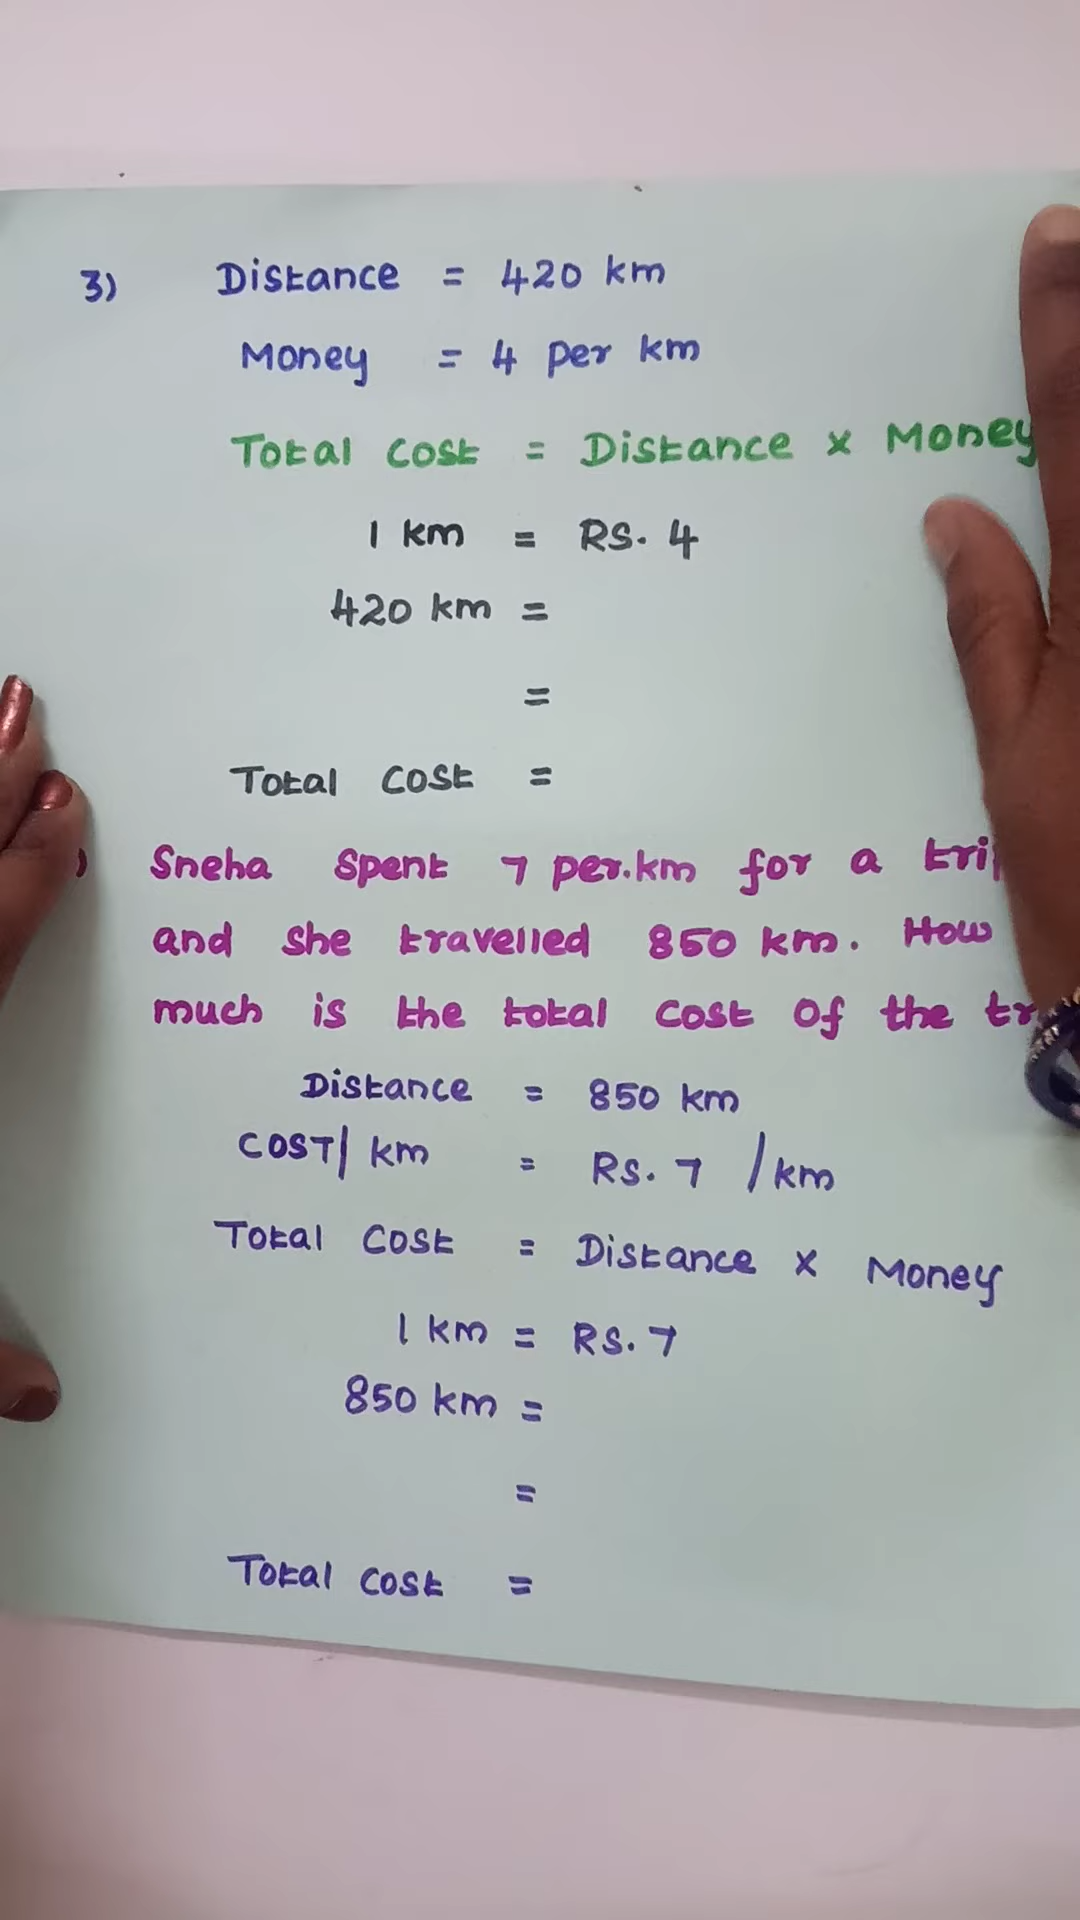 3) Distance = 420 km
Money = 4 per km
Total cost = Distance x Money
1 km = RS. 4
420 km =
=
Total cost =
) Sneha spent 7 per.km for a
and she travelled 850 km. How
much is the total cost of the
Distance = 850 km
COST/ km = RS. 7 /km
Total cost = Distance x Money
1 km = RS. 7
850 km =
=
Total cost =